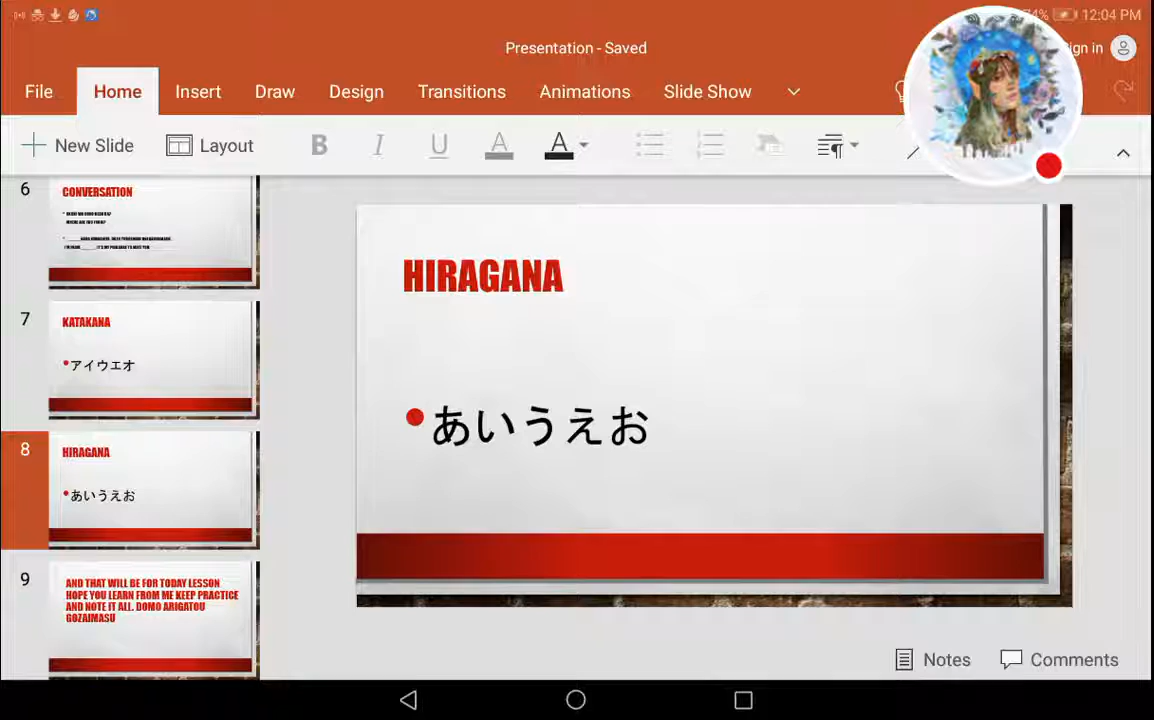 74% 12:04 PM
Presentation - Saved
gn in
File Home Insert Draw Design Transitions Animations Slide Show
New Slide Layout B I U A A
6
CONVERSATION
7
KATAKANA
•アイウエオ
8
HIRAGANA
•あいうえお
9
AND THAT WILL BE FOR TODAY LESSON
HOPE YOU LEARN FROM ME KEEP PRACTICE
AND NOTE IT ALL. DOMO ARIGATOU
GOZAIMASU
HIRAGANA
•あいうえお
Notes Comments